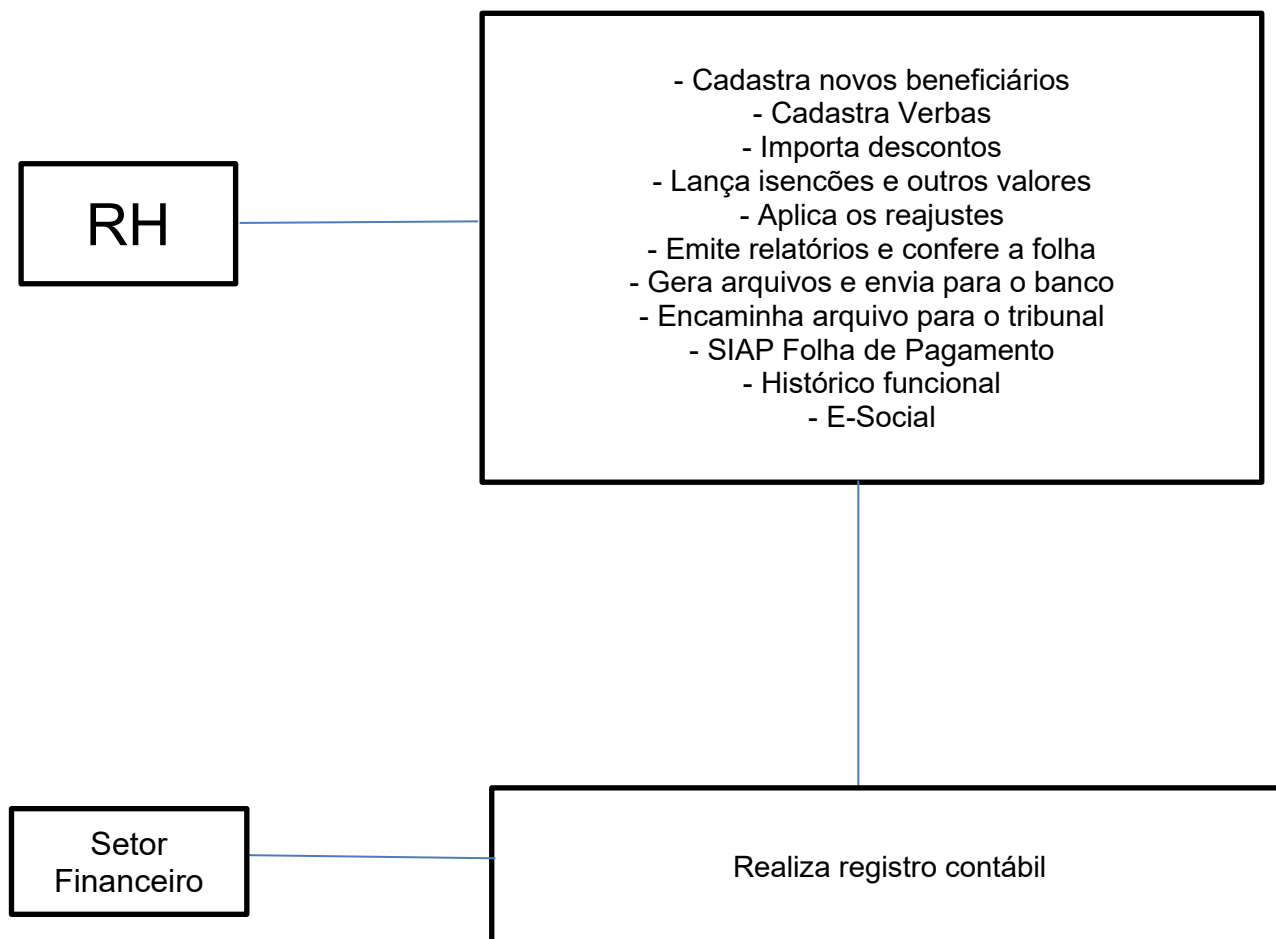 - Cadastra novos beneficiários
- Cadastra Verbas
- Importa descontos
- Lança isencões e outros valores
- Aplica os reajustes
- Emite relatórios e confere a folha
- Gera arquivos e envia para o banco
- Encaminha arquivo para o tribunal
- SIAP Folha de Pagamento
- Histórico funcional
- E-Social
RH
Setor
Financeiro
Realiza registro contábil